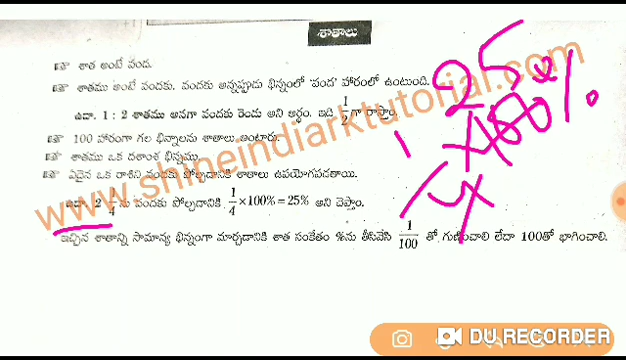 శాతాలు
శాత అంటే వంద.
శాతము అంటే వందకు. వందకు అన్నప్పుడు భిన్నంలో 'వంద' హారంలో ఉంటుంది.
ఉదా. 1 : 2 శాతము అనగా వందకు రెండు అని అర్థం. ఇది 1/2 గా రాస్తాం.
100 హారంగా గల భిన్నాలను శాతాలు అంటారు.
శాతము ఒక దశాంశ భిన్నము
ఏదైన ఒక రాశిని వందకు పోల్చడానికి శాతాలు ఉపయోగపడతాయి.
ఉదా. 2 1/4 ను వందకు పోల్చడానికి 1/4 ×100% = 25% అని చెప్తాం.
ఇచ్చిన శాతాన్ని సామాన్య భిన్నంగా మార్చడానికి శాత సంకేతం %ను తీసివేసి 1/100 తో గుణించాలి లేదా 100తో భాగించాలి.
25
1 × 100%
4
www.shineindiarktutorial.com
DU RECORDER